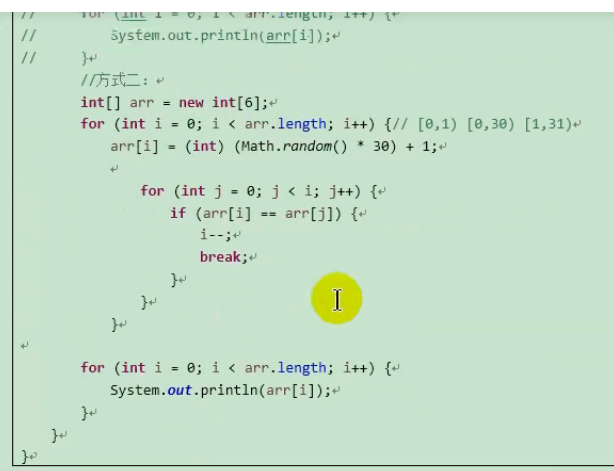 //      for (int i = 0; i < arr.length; i++) {
//          System.out.println(arr[i]);
//      }
        //方式二：
        int[] arr = new int[6];
        for (int i = 0; i < arr.length; i++) {// [0,1) [0,30) [1,31)
            arr[i] = (int) (Math.random() * 30) + 1;
                for (int j = 0; j < i; j++) {
                    if (arr[i] == arr[j]) {
                        i--;
                        break;
                    }
                }
            }
        for (int i = 0; i < arr.length; i++) {
            System.out.println(arr[i]);
        }
    }
}